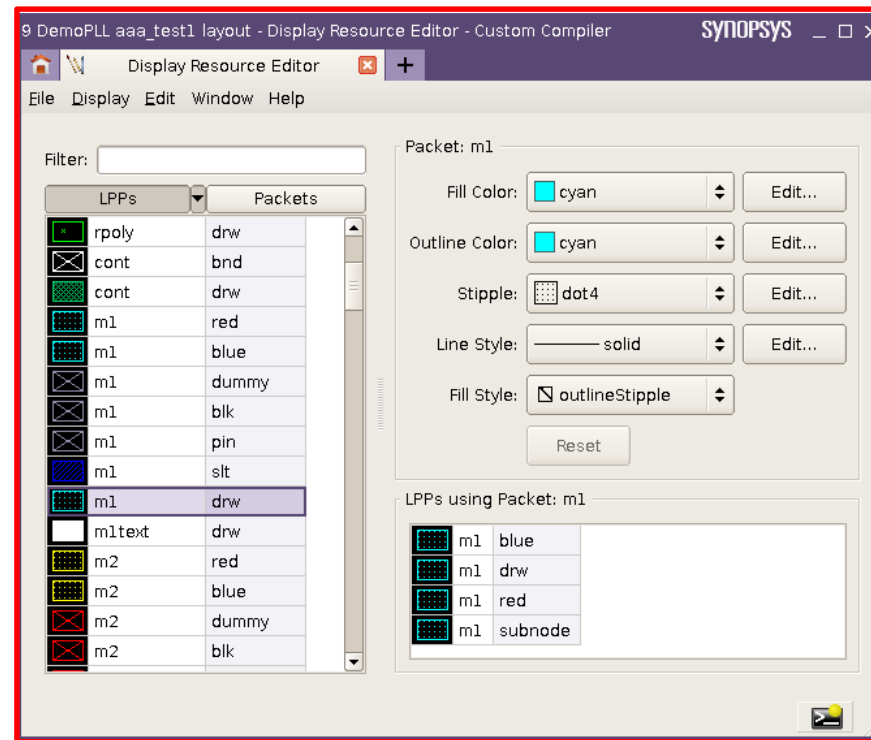 9 DemoPLL aaa_test1 layout - Display Resource Editor - Custom Compiler SYNOPSYS
Display Resource Editor
File Display Edit Window Help
Filter:
LPPs Packets
rpoly drw
cont bnd
cont drw
m1 red
m1 blue
m1 dummy
m1 blk
m1 pin
m1 slt
m1 drw
m1text drw
m2 red
m2 blue
m2 dummy
m2 blk
Packet: m1
Fill Color: cyan Edit...
Outline Color: cyan Edit...
Stipple: dot4 Edit...
Line Style: solid Edit...
Fill Style: outlineStipple
Reset
LPPs using Packet: m1
m1 blue
m1 drw
m1 red
m1 subnode